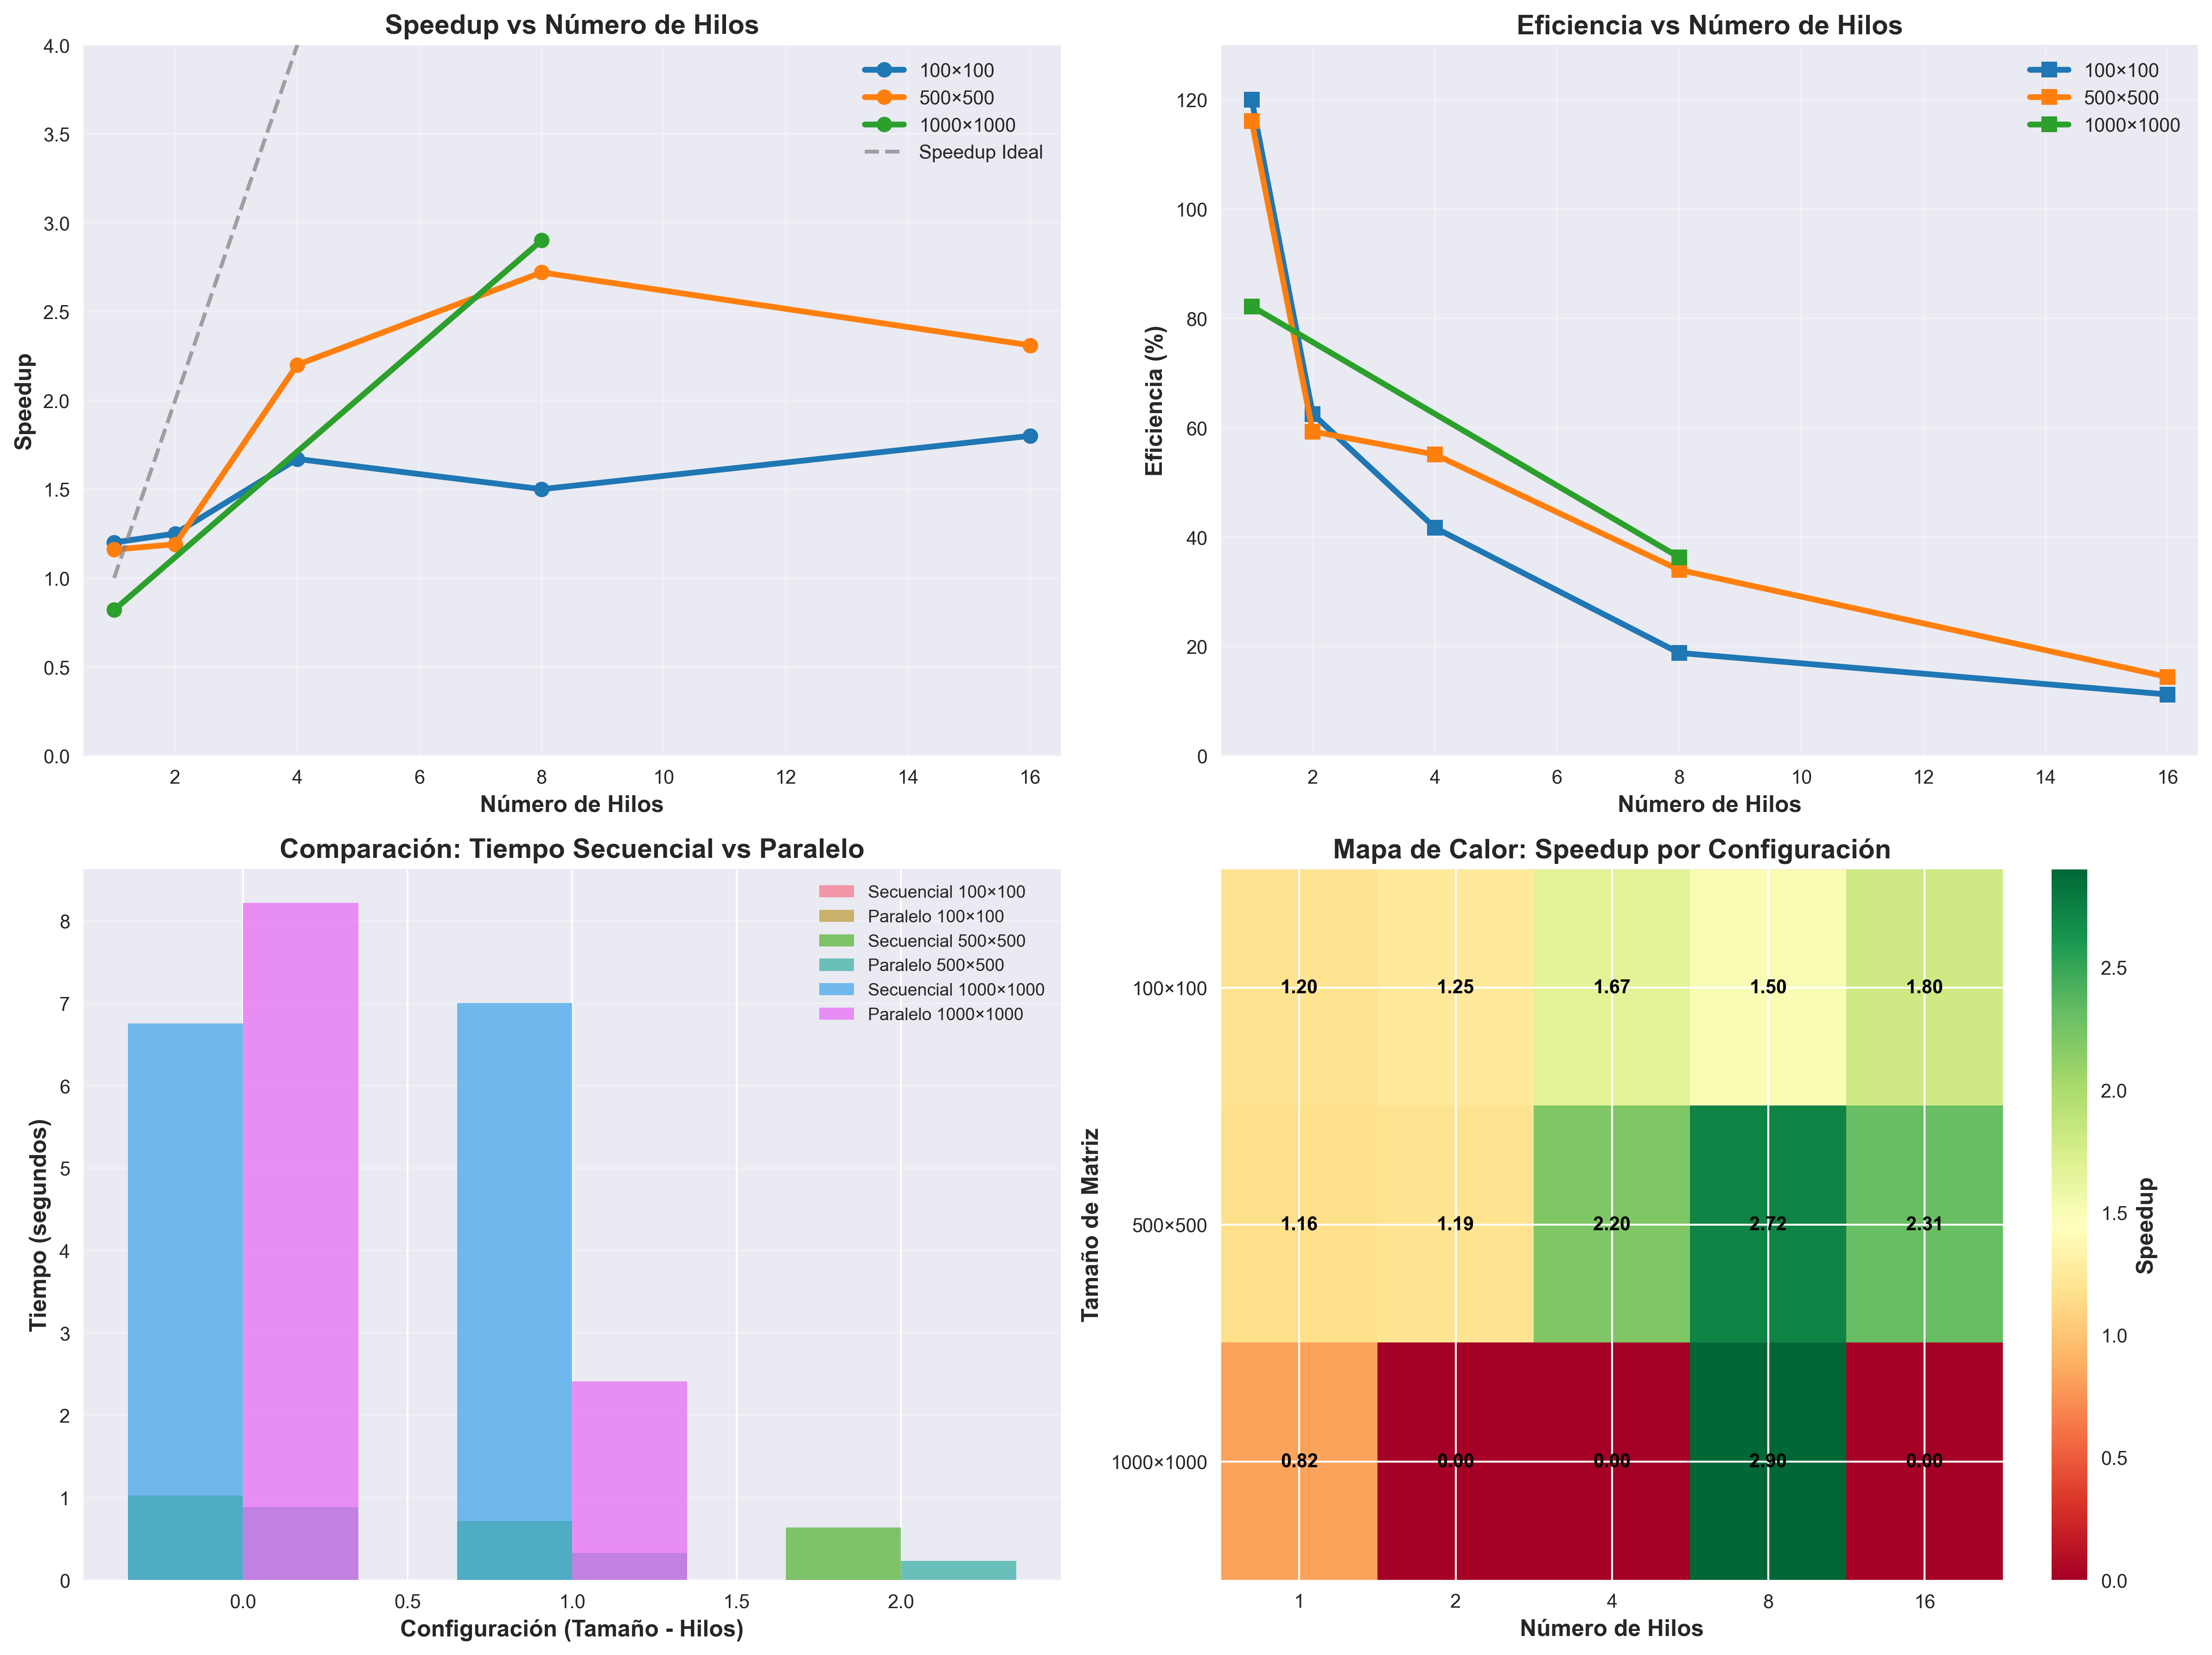 Speedup vs Número de Hilos
4.0
3.5
3.0
2.5
2.0
1.5
1.0
0.5
0.0
Speedup
2 4 6 8 10 12 14 16
Número de Hilos
100×100
500×500
1000×1000
Speedup Ideal
Eficiencia vs Número de Hilos
120
100
80
60
40
20
0
Eficiencia (%)
2 4 6 8 10 12 14 16
Número de Hilos
100×100
500×500
1000×1000
Comparación: Tiempo Secuencial vs Paralelo
8
7
6
5
4
3
2
1
0
Tiempo (segundos)
0.0 0.5 1.0 1.5 2.0
Configuración (Tamaño - Hilos)
Secuencial 100×100
Paralelo 100×100
Secuencial 500×500
Paralelo 500×500
Secuencial 1000×1000
Paralelo 1000×1000
Mapa de Calor: Speedup por Configuración
Tamaño de Matriz
100×100 1.20 1.25 1.67 1.50 1.80
500×500 1.16 1.19 2.20 2.72 2.31
1000×1000 0.82 0.00 0.00 2.90 0.00
1 2 4 8 16
Número de Hilos
2.5
2.0
1.5
1.0
0.5
0.0
Speedup